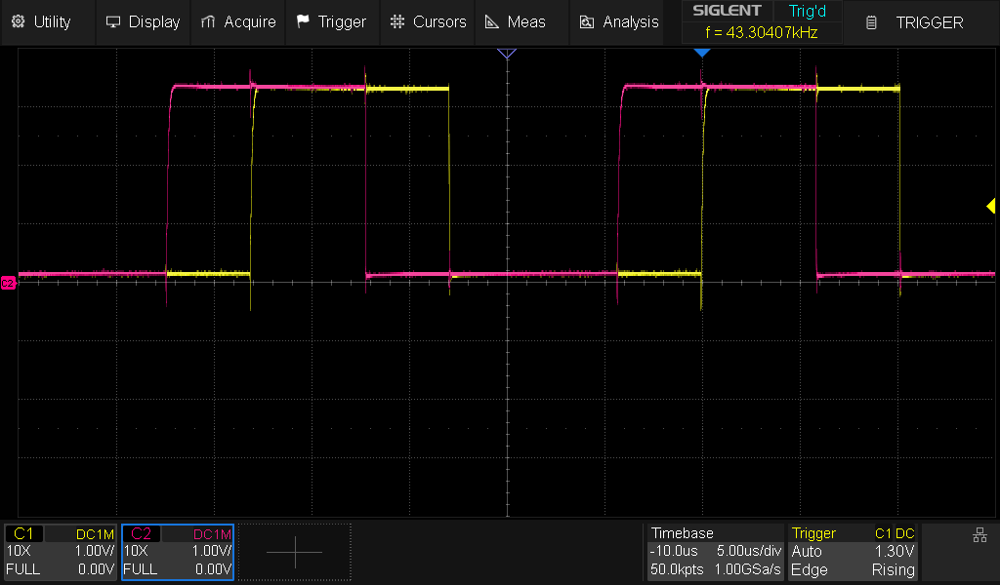 Utility Display Acquire Trigger Cursors Meas Analysis SIGLENT Trig'd TRIGGER
f = 43.30407kHz
C2
C1 DC1M C2 DC1M Timebase Trigger C1 DC
10X 1.00V/ 10X 1.00V/ -10.0us 5.00us/div Auto 1.30V
FULL 0.00V FULL 0.00V 50.0kpts 1.00GSa/s Edge Rising